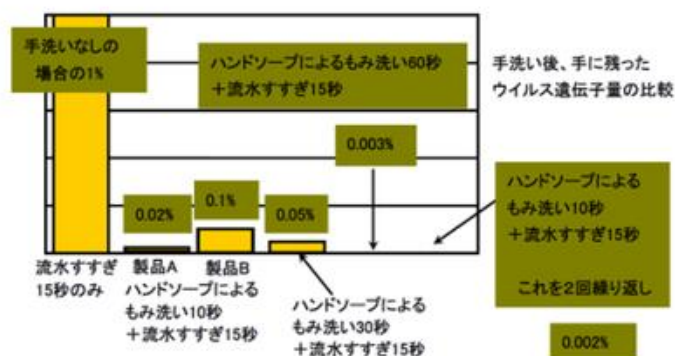 手洗いなしの
場合の1%
ハンドソープによるもみ洗い60秒
+流水すすぎ15秒
手洗い後、手に残った
ウイルス遺伝子量の比較
0.003%
0.02%
0.1%
0.05%
ハンドソープによる
もみ洗い10秒
+流水すすぎ15秒
これを2回繰り返し
0.002%
流水すすぎ
15秒のみ
製品A
製品B
ハンドソープによる
もみ洗い10秒
+流水すすぎ15秒
ハンドソープによる
もみ洗い30秒
+流水すすぎ15秒